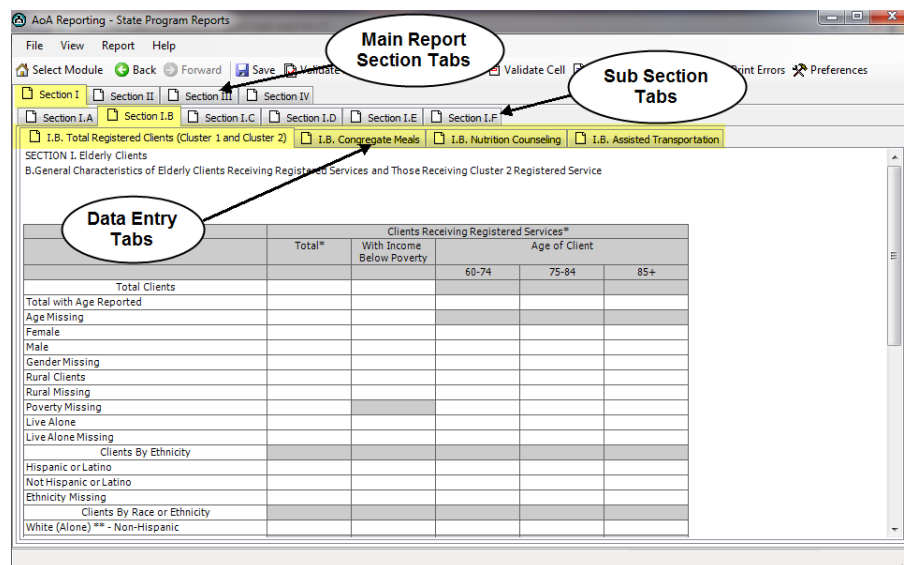 AoA Reporting - State Program Reports
File View Report Help
Main Report
Section Tabs
Select Module Back Forward Save Validate Validate Cell Print Errors Preferences
Sub Section
Tabs
Section I Section II Section III Section IV
Section I.A Section I.B Section I.C Section I.D Section I.E Section I.F
I.B. Total Registered Clients (Cluster 1 and Cluster 2) I.B. Congregate Meals I.B. Nutrition Counseling I.B. Assisted Transportation
SECTION I. Elderly Clients
B.General Characteristics of Elderly Clients Receiving Registered Services and Those Receiving Cluster 2 Registered Service
Data Entry
Tabs
Clients Receiving Registered Services*
Total* With Income Below Poverty Age of Client
60-74 75-84 85+
Total Clients
Total with Age Reported
Age Missing
Female
Male
Gender Missing
Rural Clients
Rural Missing
Poverty Missing
Live Alone
Live Alone Missing
Clients By Ethnicity
Hispanic or Latino
Not Hispanic or Latino
Ethnicity Missing
Clients By Race or Ethnicity
White (Alone) ** - Non-Hispanic